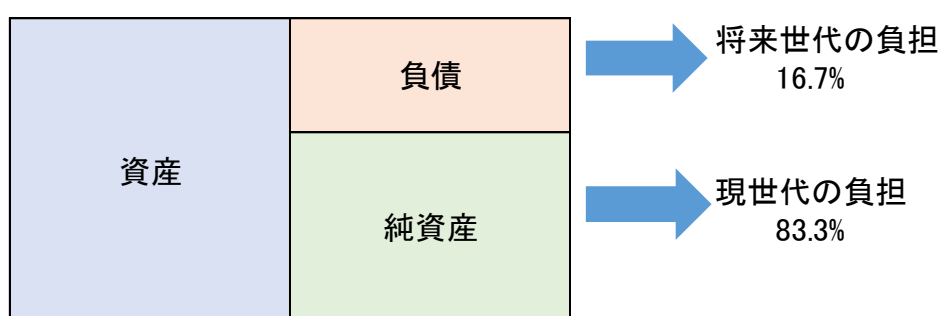 資産
負債
純資産
将来世代の負担
16.7%
現世代の負担
83.3%